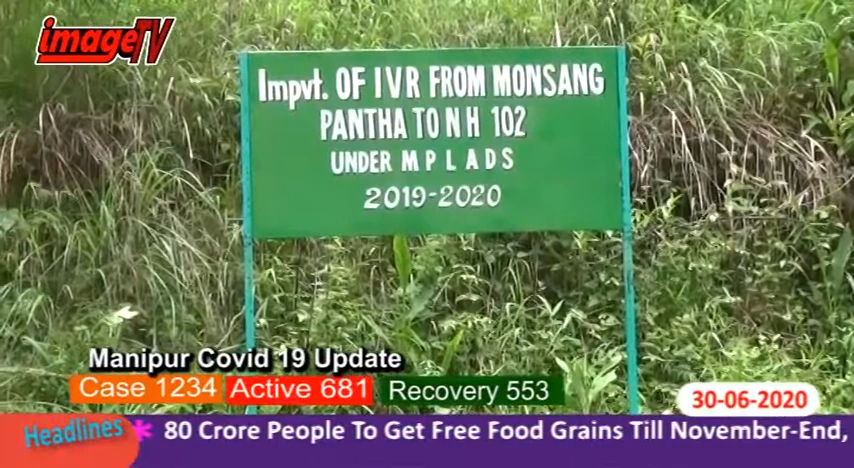 imageTV
Impvt. OF IVR FROM MONSANG
PANTHA TO N H 102
UNDER M P L A D S
2019-2020
Manipur Covid 19 Update
Case 1234 Active 681 Recovery 553
30-06-2020
Headlines * 80 Crore People To Get Free Food Grains Till November-End,